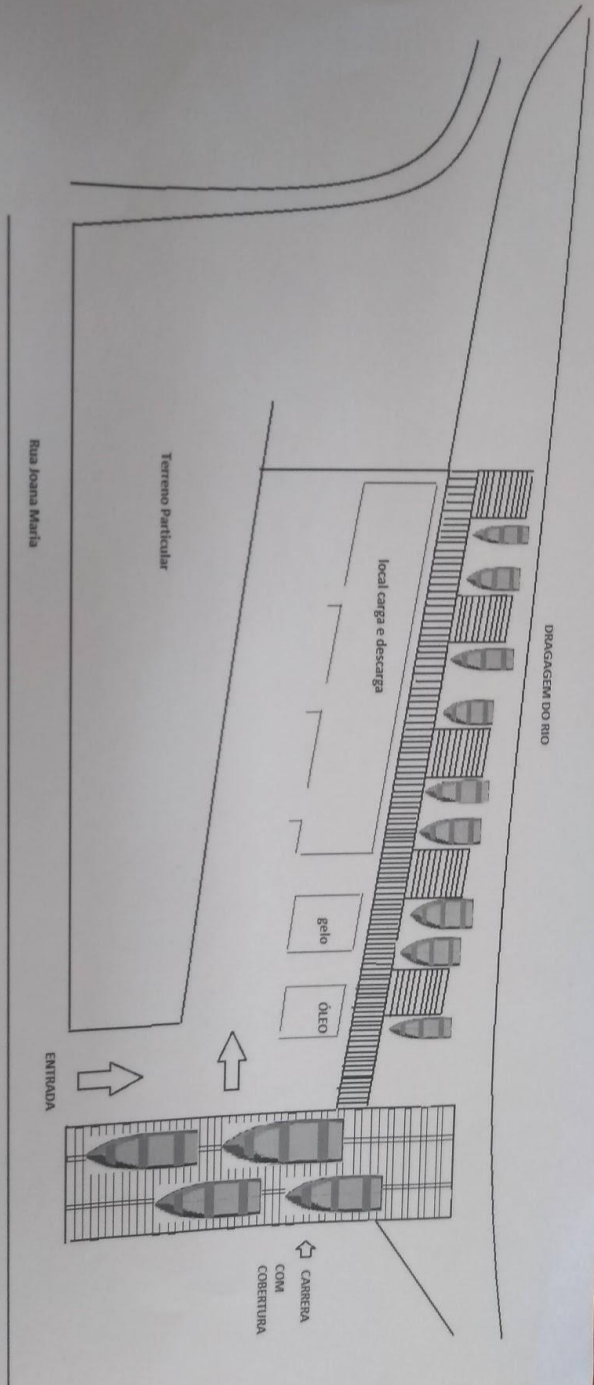 DRAGAGEM DO RIO
local carga e descarga
gelo
ÓLEO
Terreno Particular
ENTRADA
CARRERA
COM
COBERTURA
Rua Joana Maria